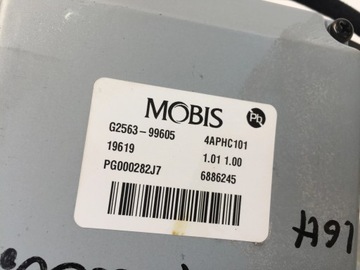 MOBIS Pb
G2563-99605 4APHC101
19619 1.01 1.00
PG000282J7 6886245